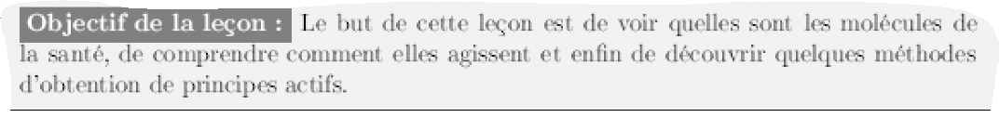 Objectif de la leçon : Le but de cette leçon est de voir quelles sont les molécules de
la santé, de comprendre comment elles agissent et enfin de découvrir quelques méthodes
d'obtention de principes actifs.